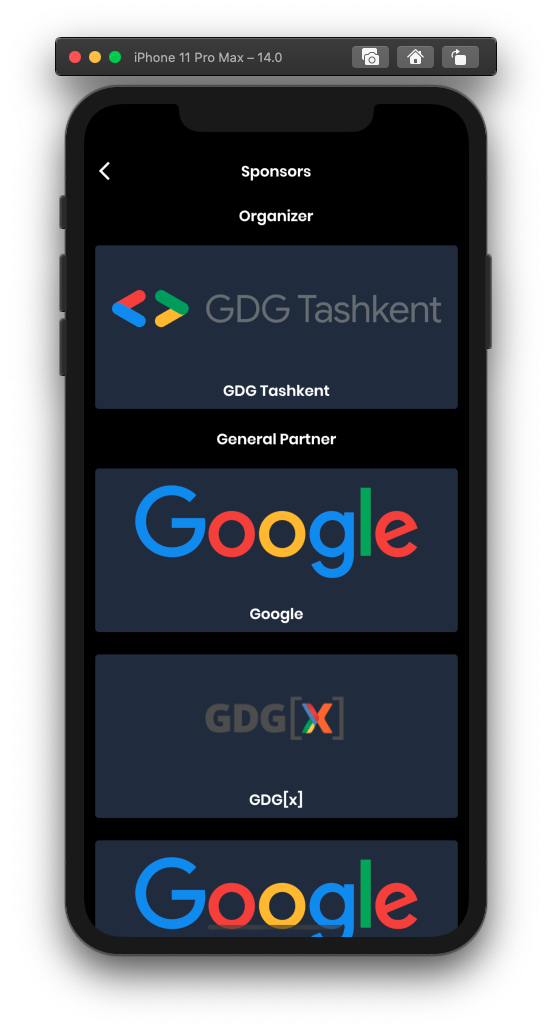 iPhone 11 Pro Max – 14.0
Sponsors
Organizer
GDG Tashkent
GDG Tashkent
General Partner
Google
Google
GDG[X]
GDG[x]
Google